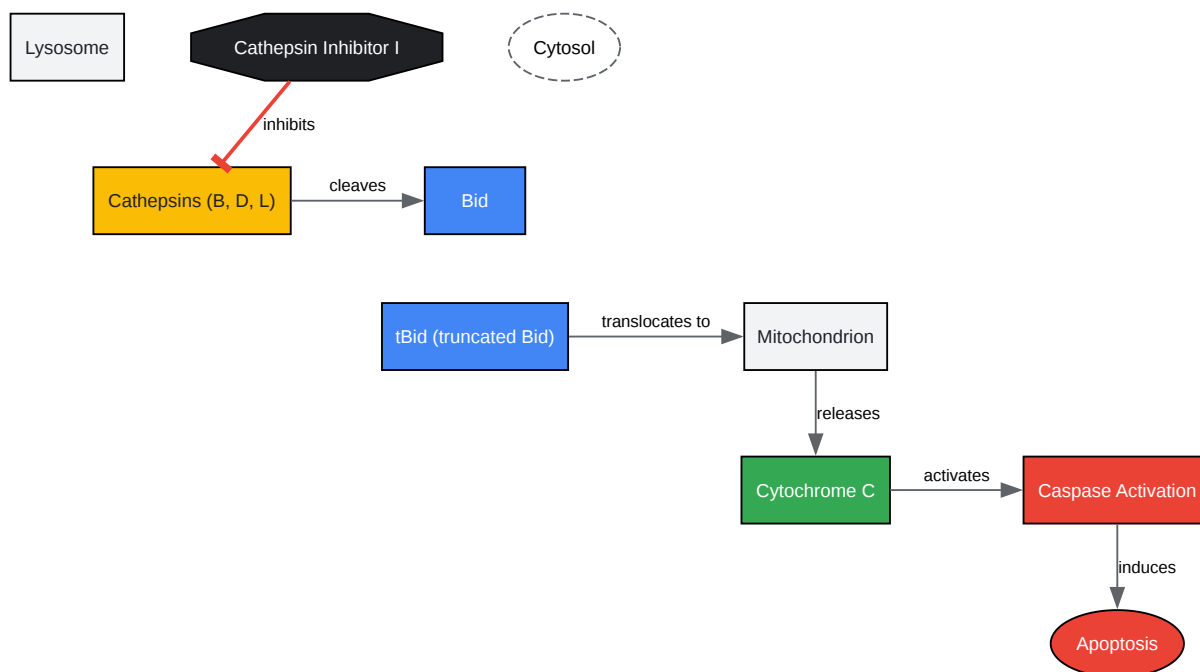 Lysosome
Cathepsin Inhibitor I
Cytosol
inhibits
Cathepsins (B, D, L)
cleaves
Bid
tBid (truncated Bid)
translocates to
Mitochondrion
releases
Cytochrome C
activates
Caspase Activation
induces
Apoptosis